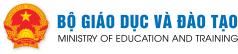 BỘ GIÁO DỤC VÀ ĐÀO TẠO
MINISTRY OF EDUCATION AND TRAINING